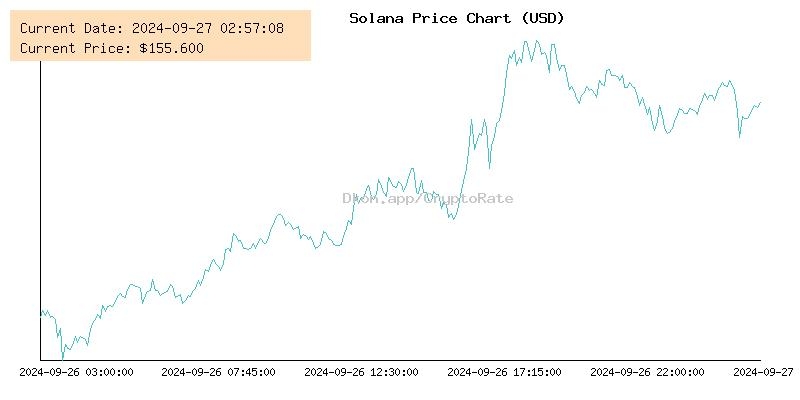 Solana Price Chart (USD)
Current Date: 2024-09-27 02:57:08
Current Price: $155.600
Dkon.app/CryptoRate
2024-09-26 03:00:00 2024-09-26 07:45:00 2024-09-26 12:30:00 2024-09-26 17:15:00 2024-09-26 22:00:00 2024-09-27